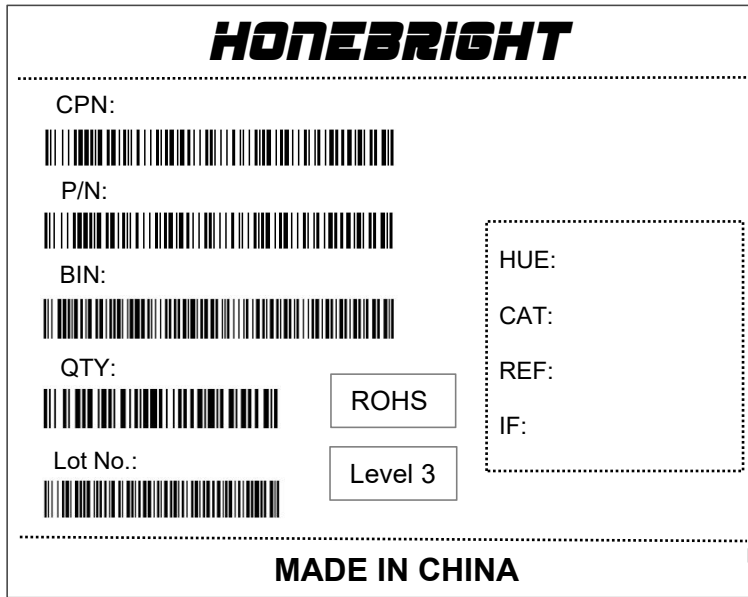 HONEBRIGHT
CPN:
P/N:
BIN:
QTY:
Lot No.:
ROHS
Level 3
HUE:
CAT:
REF:
IF:
MADE IN CHINA